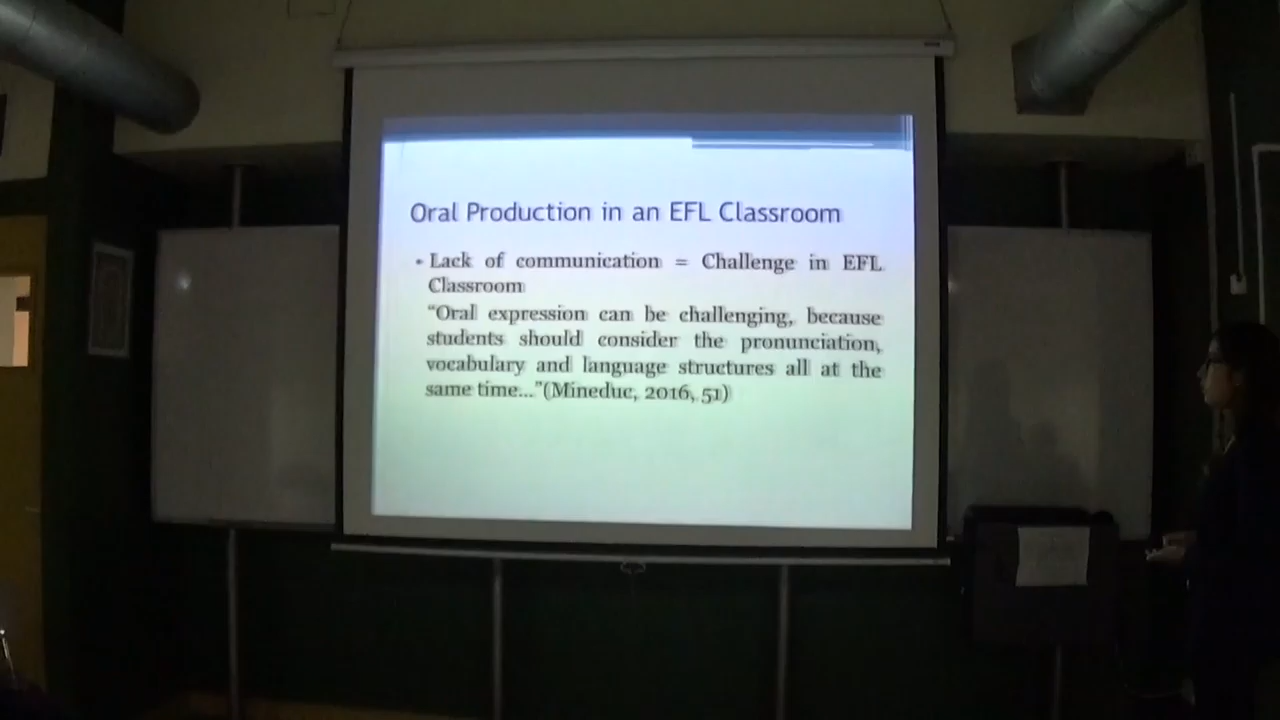 Oral Production in an EFL Classroom
• Lack of communication = Challenge in EFL
Classroom
“Oral expression can be challenging, because
students should consider the pronunciation,
vocabulary and language structures all at the
same time...”(Mineduc, 2016, 51)